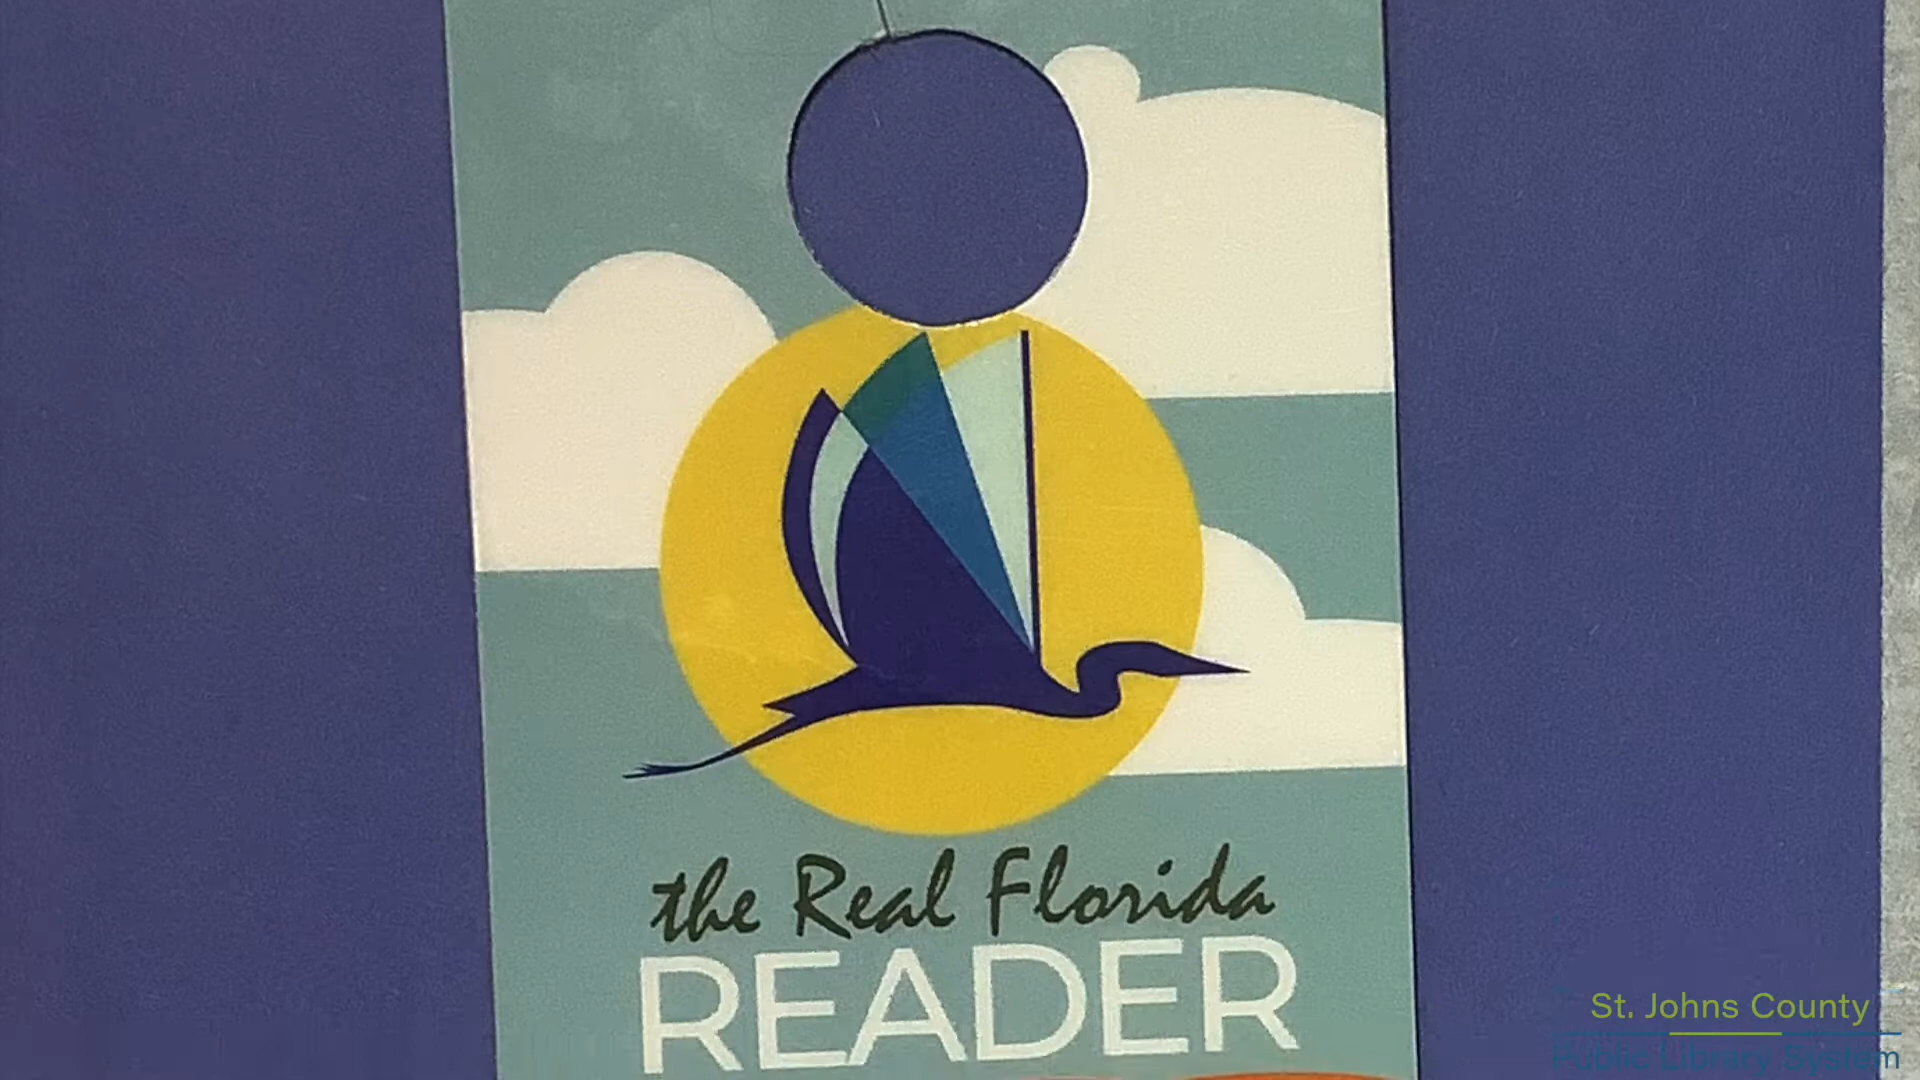 the Real Florida
READER
St. Johns County
Public Library System